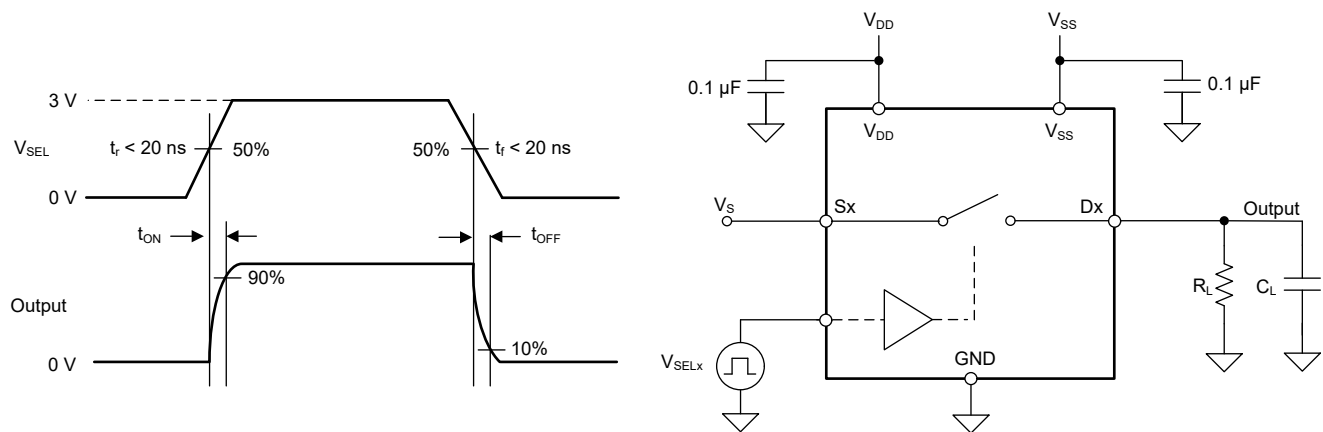 3 V
V_SEL
t_r < 20 ns
50%
50%
t_f < 20 ns
0 V
t_ON
t_OFF
90%
Output
10%
0 V
V_DD
V_SS
0.1 µF
0.1 µF
V_DD
V_SS
V_S
Sx
Dx
Output
R_L
C_L
V_SELx
GND